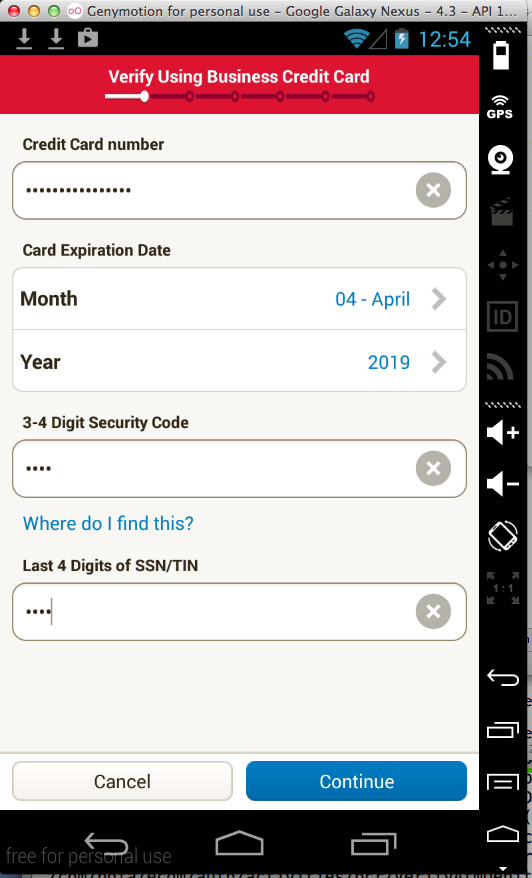 Genymotion for personal use – Google Galaxy Nexus – 4.3 – API 1...
12:54
Verify Using Business Credit Card
GPS
Credit Card number
••••••••••••••••
Card Expiration Date
Month 04 - April
ID
Year 2019
3-4 Digit Security Code
••••
Where do I find this?
Last 4 Digits of SSN/TIN
1:1
••••
Cancel Continue
free for personal use